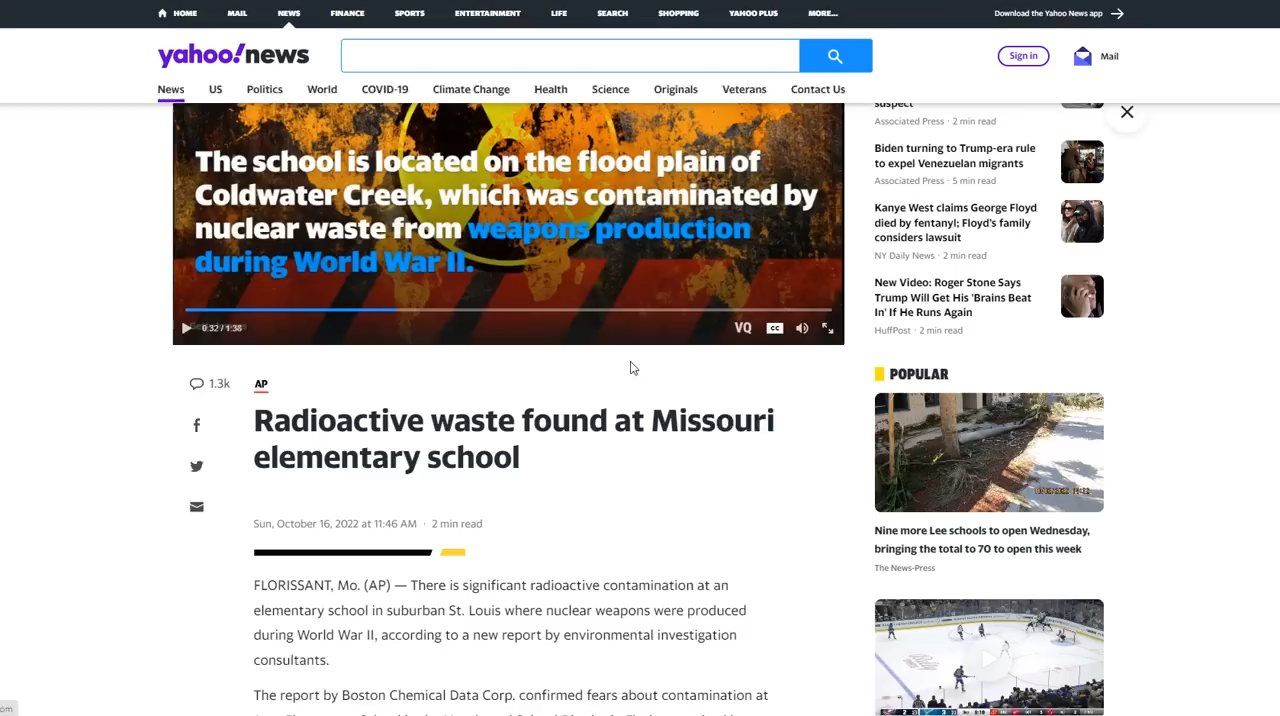 HOME MAIL NEWS FINANCE SPORTS ENTERTAINMENT LIFE SEARCH SHOPPING YAHOO PLUS MORE... Download the Yahoo News app
yahoo!news
Sign in
Mail
News US Politics World COVID-19 Climate Change Health Science Originals Veterans Contact Us
The school is located on the flood plain of
Coldwater Creek, which was contaminated by
nuclear waste from weapons production
during World War II.
0:32 / 1:38
VQ CC
1.3k
AP
Radioactive waste found at Missouri
elementary school
Sun, October 16, 2022 at 11:46 AM · 2 min read
FLORISSANT, Mo. (AP) — There is significant radioactive contamination at an
elementary school in suburban St. Louis where nuclear weapons were produced
during World War II, according to a new report by environmental investigation
consultants.
The report by Boston Chemical Data Corp. confirmed fears about contamination at
suspect
Associated Press · 2 min read
Biden turning to Trump-era rule
to expel Venezuelan migrants
Associated Press · 5 min read
Kanye West claims George Floyd
died by fentanyl; Floyd's family
considers lawsuit
NY Daily News · 2 min read
New Video: Roger Stone Says
Trump Will Get His 'Brains Beat
In' If He Runs Again
HuffPost · 2 min read
POPULAR
Nine more Lee schools to open Wednesday,
bringing the total to 70 to open this week
The News-Press
om